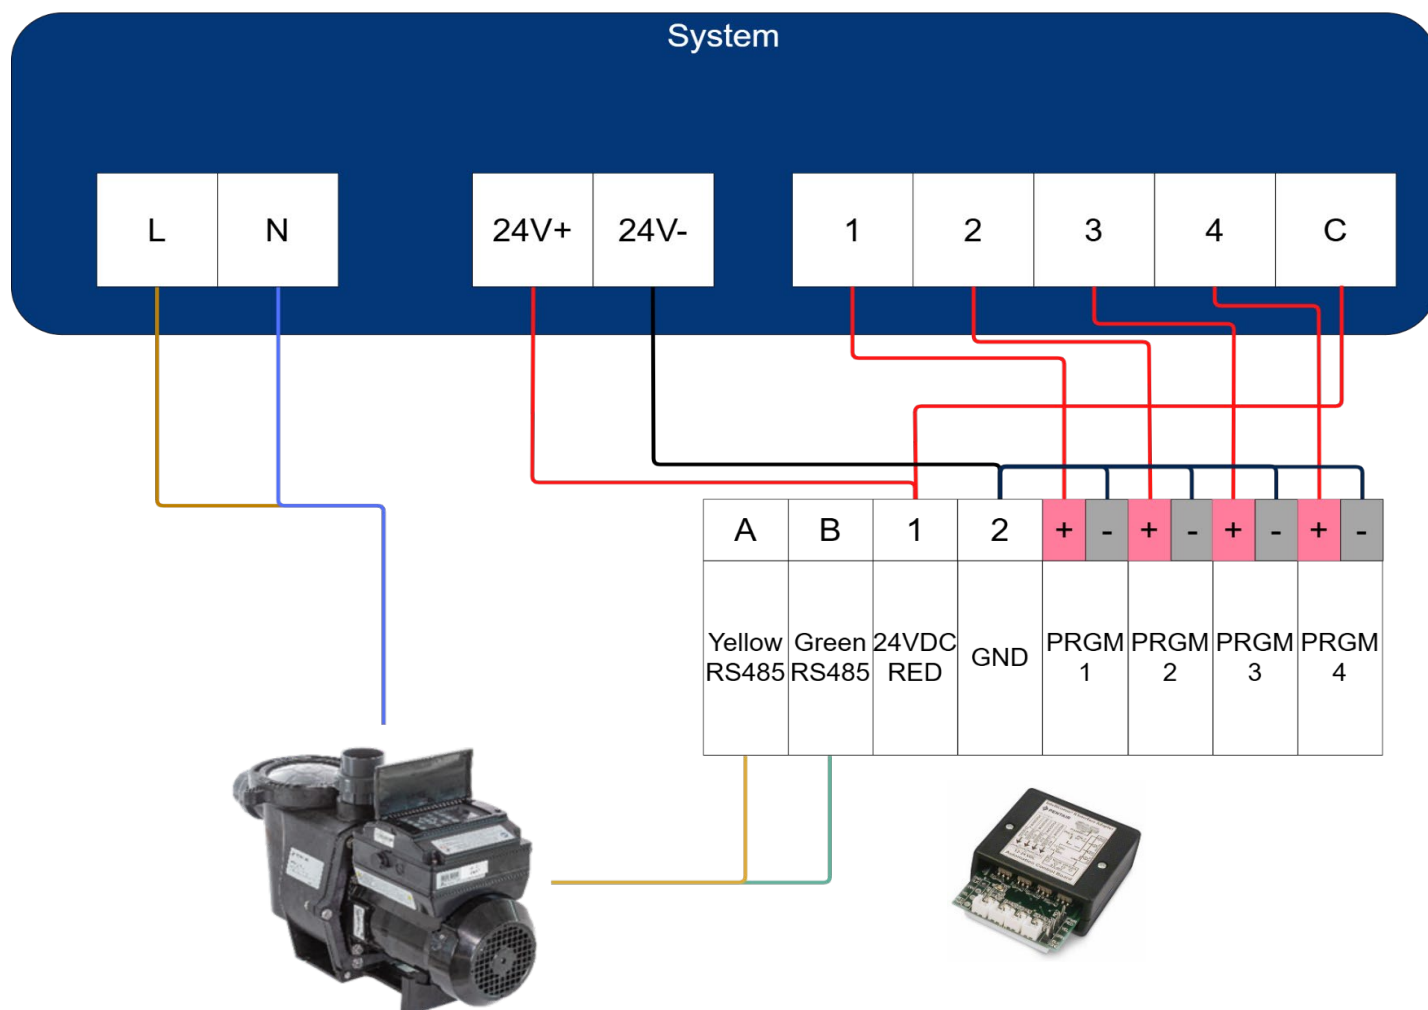 System
L N 24V+ 24V- 1 2 3 4 C
A B 1 2 + - + - + - + -
Yellow RS485
Green RS485
24VDC RED
GND
PRGM 1
PRGM 2
PRGM 3
PRGM 4
PENTAIR